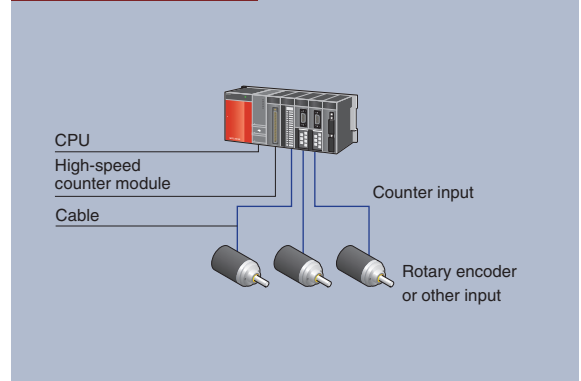 CPU
High-speed
counter module
Cable
Counter input
Rotary encoder
or other input